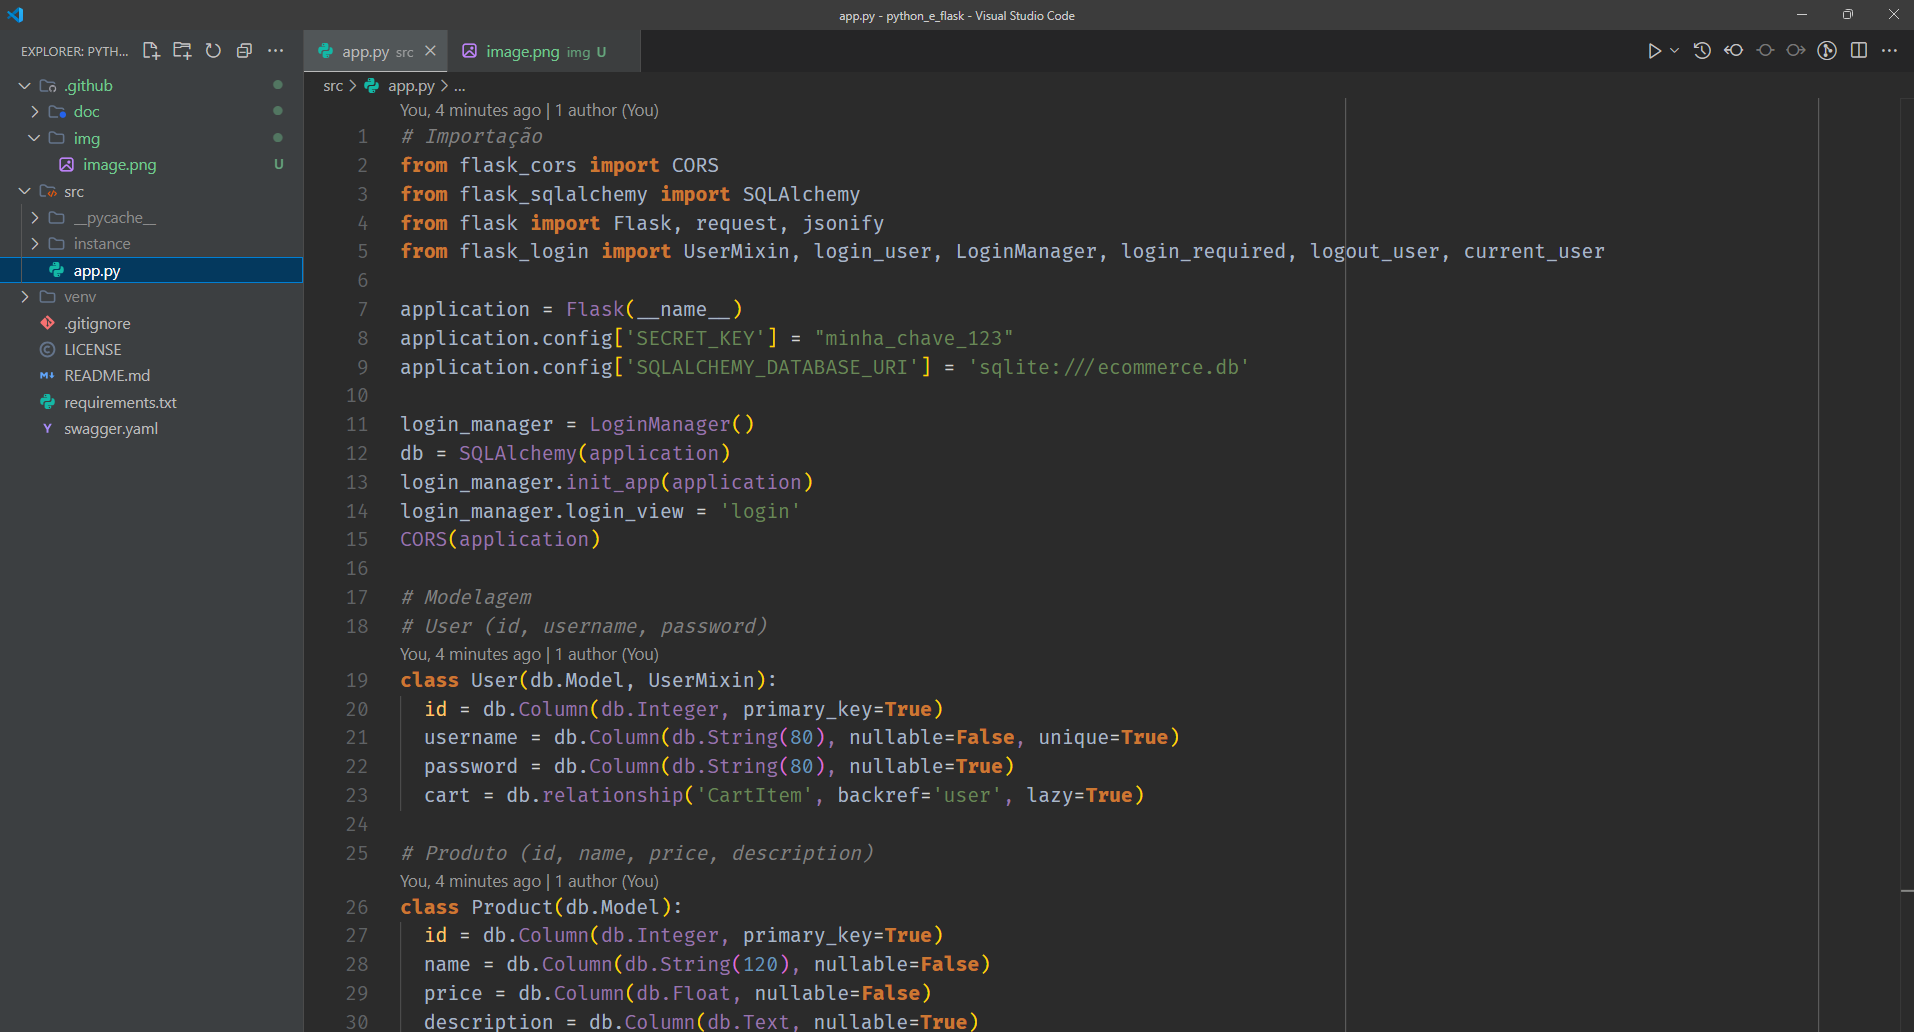 app.py - python_e_flask - Visual Studio Code
EXPLORER: PYTH...
app.py src
image.png img U
.github
doc
img
image.png U
src
__pycache__
instance
app.py
venv
.gitignore
LICENSE
README.md
requirements.txt
swagger.yaml
src > app.py > ...
You, 4 minutes ago | 1 author (You)
1 # Importação
2 from flask_cors import CORS
3 from flask_sqlalchemy import SQLAlchemy
4 from flask import Flask, request, jsonify
5 from flask_login import UserMixin, login_user, LoginManager, login_required, logout_user, current_user
6
7 application = Flask(__name__)
8 application.config['SECRET_KEY'] = "minha_chave_123"
9 application.config['SQLALCHEMY_DATABASE_URI'] = 'sqlite:///ecommerce.db'
10
11 login_manager = LoginManager()
12 db = SQLAlchemy(application)
13 login_manager.init_app(application)
14 login_manager.login_view = 'login'
15 CORS(application)
16
17 # Modelagem
18 # User (id, username, password)
You, 4 minutes ago | 1 author (You)
19 class User(db.Model, UserMixin):
20 id = db.Column(db.Integer, primary_key=True)
21 username = db.Column(db.String(80), nullable=False, unique=True)
22 password = db.Column(db.String(80), nullable=True)
23 cart = db.relationship('CartItem', backref='user', lazy=True)
24
25 # Produto (id, name, price, description)
You, 4 minutes ago | 1 author (You)
26 class Product(db.Model):
27 id = db.Column(db.Integer, primary_key=True)
28 name = db.Column(db.String(120), nullable=False)
29 price = db.Column(db.Float, nullable=False)
30 description = db.Column(db.Text, nullable=True)